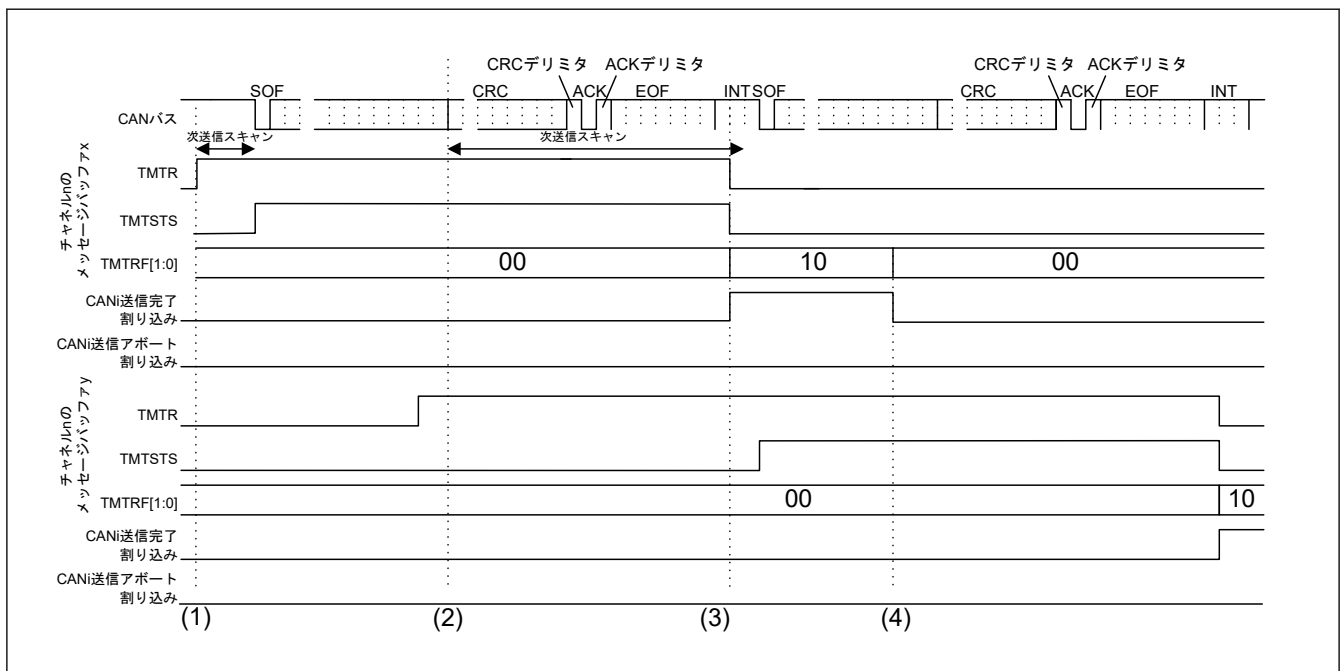 CRCデリミタ ACKデリミタ CRCデリミタ ACKデリミタ
SOF CRC ACK EOF INT SOF CRC ACK EOF INT
CANバス
次送信スキャン 次送信スキャン
チャネルnの
メッセージバッファx
TMTR
TMTSTS
TMTRF[1:0] 00 10 00
CANi送信完了
割り込み
CANi送信アボート
割り込み
チャネルnの
メッセージバッファy
TMTR
TMTSTS
TMTRF[1:0] 00 10
CANi送信完了
割り込み
CANi送信アボート
割り込み
(1) (2) (3) (4)